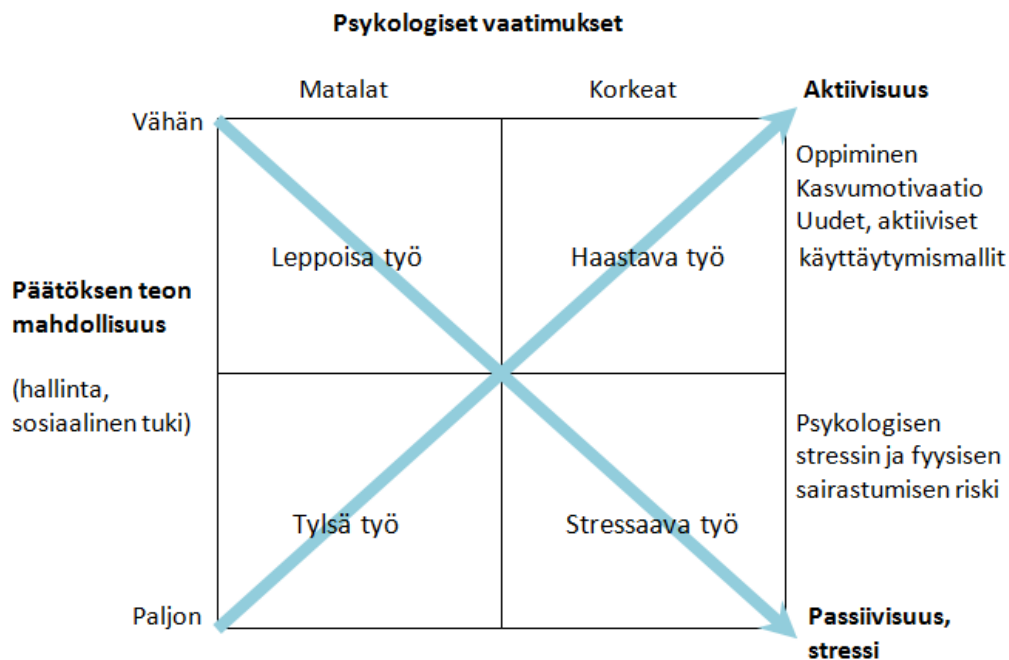 Psykologiset vaatimukset
Matalat
Korkeat
Aktiivisuus
Vähän
Oppiminen
Kasvumotivaatio
Uudet, aktiiviset
käyttäytymismallit
Leppoisa työ
Haastava työ
Päätöksen teon
mahdollisuus
(hallinta,
sosiaalinen tuki)
Psykologisen
stressin ja fyysisen
sairastumisen riski
Tylsä työ
Stressaava työ
Paljon
Passiivisuus,
stressi